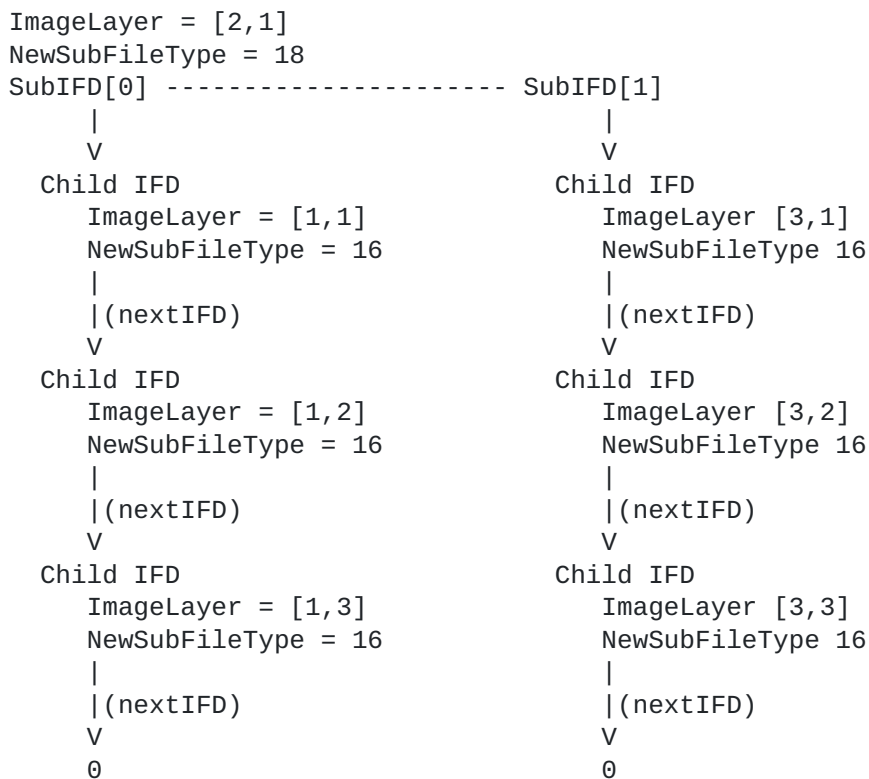 ImageLayer = [2,1]
NewSubFileType = 18
SubIFD[0] ---------------------- SubIFD[1]
     |                                |
     V                                V
  Child IFD                        Child IFD
     ImageLayer = [1,1]               ImageLayer [3,1]
     NewSubFileType = 16              NewSubFileType 16
     |                                |
     |(nextIFD)                       |(nextIFD)
     V                                V
  Child IFD                        Child IFD
     ImageLayer = [1,2]               ImageLayer [3,2]
     NewSubFileType = 16              NewSubFileType 16
     |                                |
     |(nextIFD)                       |(nextIFD)
     V                                V
  Child IFD                        Child IFD
     ImageLayer = [1,3]               ImageLayer [3,3]
     NewSubFileType = 16              NewSubFileType 16
     |                                |
     |(nextIFD)                       |(nextIFD)
     V                                V
     0                                0